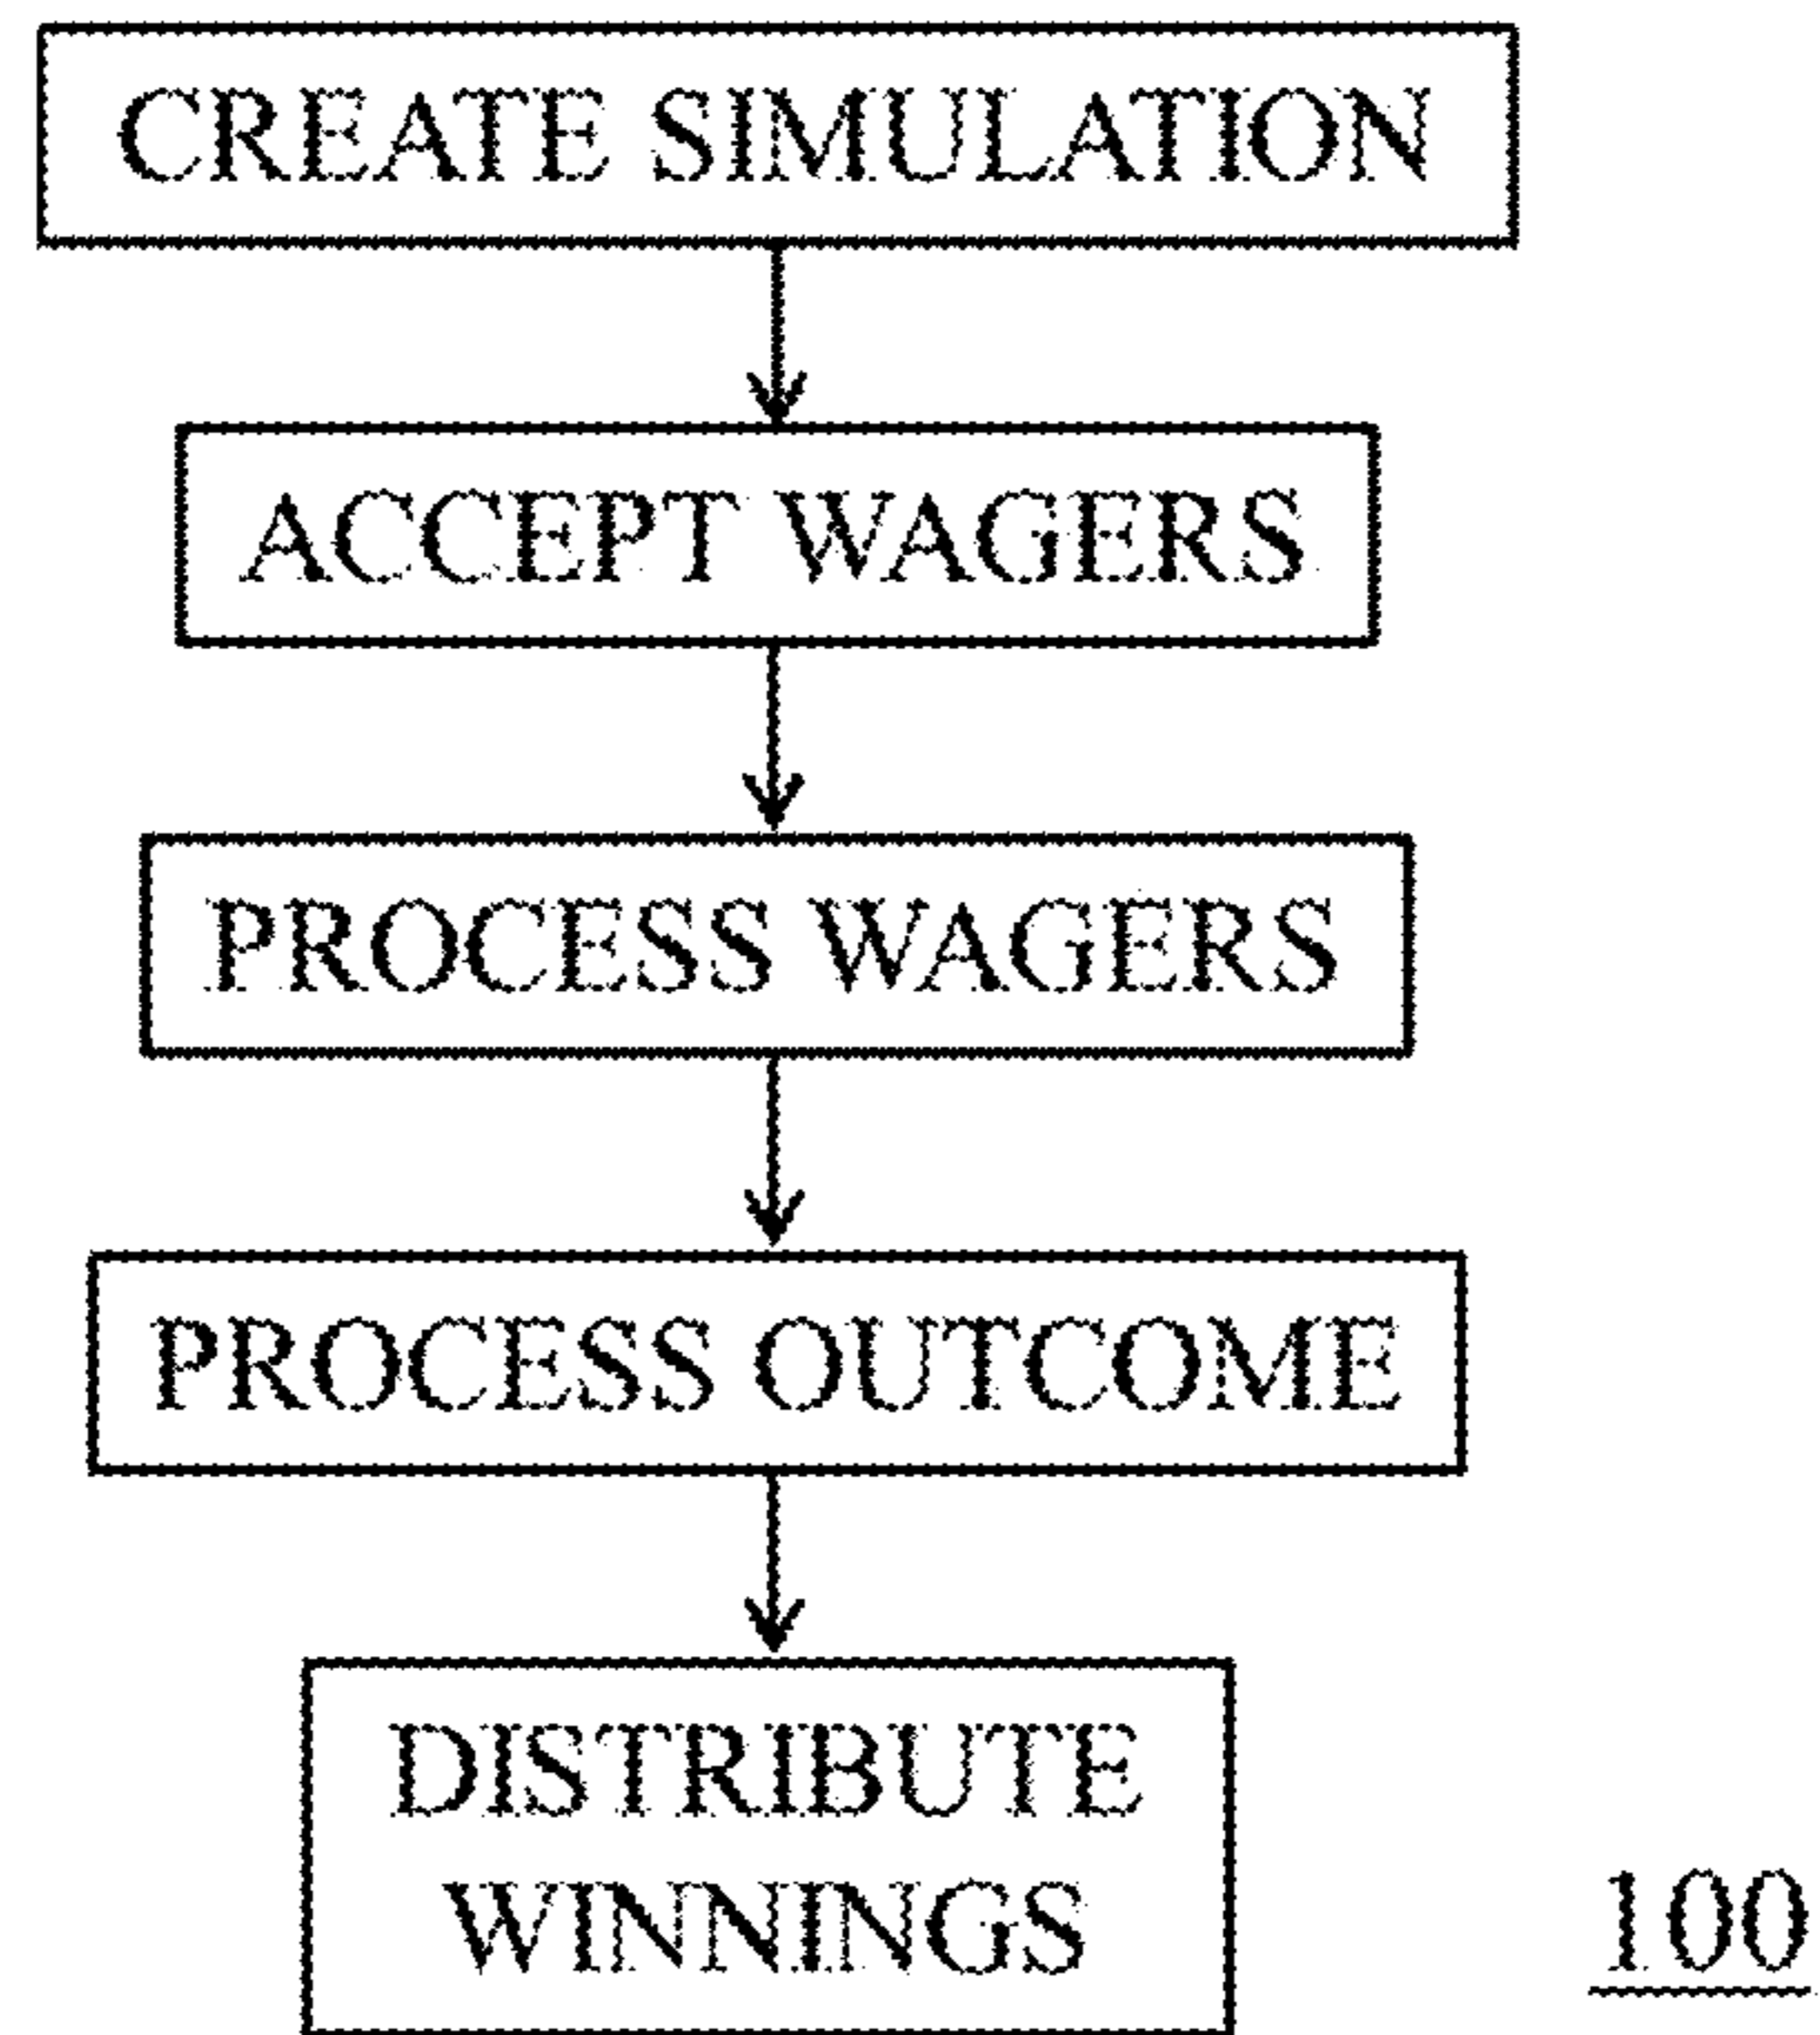 CREATE SIMULATION
ACCEPT WAGERS
PROCESS WAGERS
PROCESS OUTCOME
DISTRIBUTE
WINNINGS
100